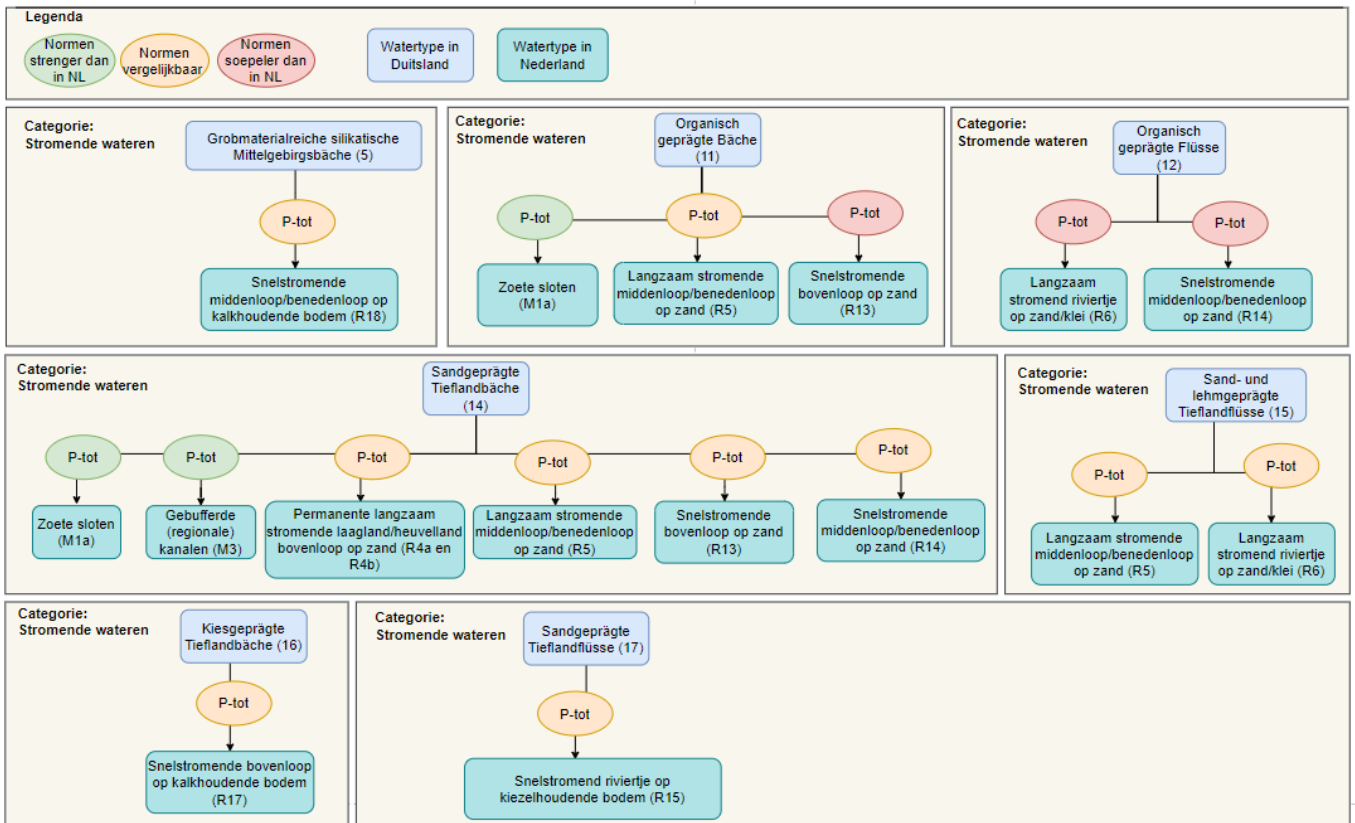 Legenda
Normen
strenger dan
in NL
Normen
vergelijkbaar
Normen
soepeler dan
in NL
Watertype in
Duitsland
Watertype in
Nederland
Categorie:
Stromende wateren
Grobmaterialreiche silikatische
Mittelgebirgsbäche (5)
P-tot
Snelstromende
middenloop/benedenloop op
kalkhoudende bodem (R18)
Categorie:
Stromende wateren
Organisch
geprägte Bäche
(11)
P-tot
P-tot
P-tot
Zoete sloten
(M1a)
Langzaam stromende
middenloop/benedenloop
op zand (R5)
Snelstromende
bovenloop op zand
(R13)
Categorie:
Stromende wateren
Organisch
geprägte Flüsse
(12)
P-tot
P-tot
Langzaam
stromend riviertje
op zand/klei (R6)
Snelstromende
middenloop/benedenloop
op zand (R14)
Categorie:
Stromende wateren
Sandgeprägte
Tieflandbäche
(14)
P-tot
P-tot
P-tot
P-tot
P-tot
P-tot
Zoete sloten
(M1a)
Gebufferde
(regionale)
kanalen (M3)
Permanente langzaam
stromende laagland/heuvelland
bovenloop op zand (R4a en
R4b)
Langzaam stromende
middenloop/benedenloop
op zand (R5)
Snelstromende
bovenloop op zand
(R13)
Snelstromende
middenloop/benedenloop
op zand (R14)
Categorie:
Stromende wateren
Sand- und
lehmgeprägte
Tieflandflüsse (15)
P-tot
P-tot
Langzaam stromende
middenloop/benedenloop
op zand (R5)
Langzaam
stromend riviertje
op zand/klei (R6)
Categorie:
Stromende wateren
Kiesgeprägte
Tieflandbäche (16)
P-tot
Snelstromende bovenloop
op kalkhoudende bodem
(R17)
Categorie:
Stromende wateren
Sandgeprägte
Tieflandflüsse (17)
P-tot
Snelstromend riviertje op
kiezelhoudende bodem (R15)